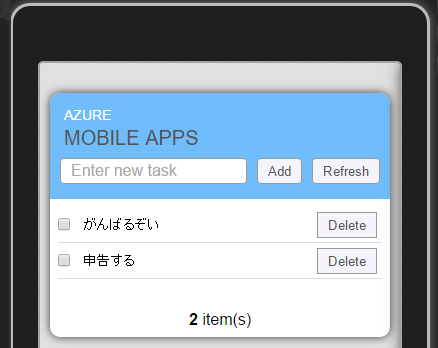 AZURE
MOBILE APPS
Enter new task Add Refresh
がんばるぞい Delete
申告する Delete
2 item(s)